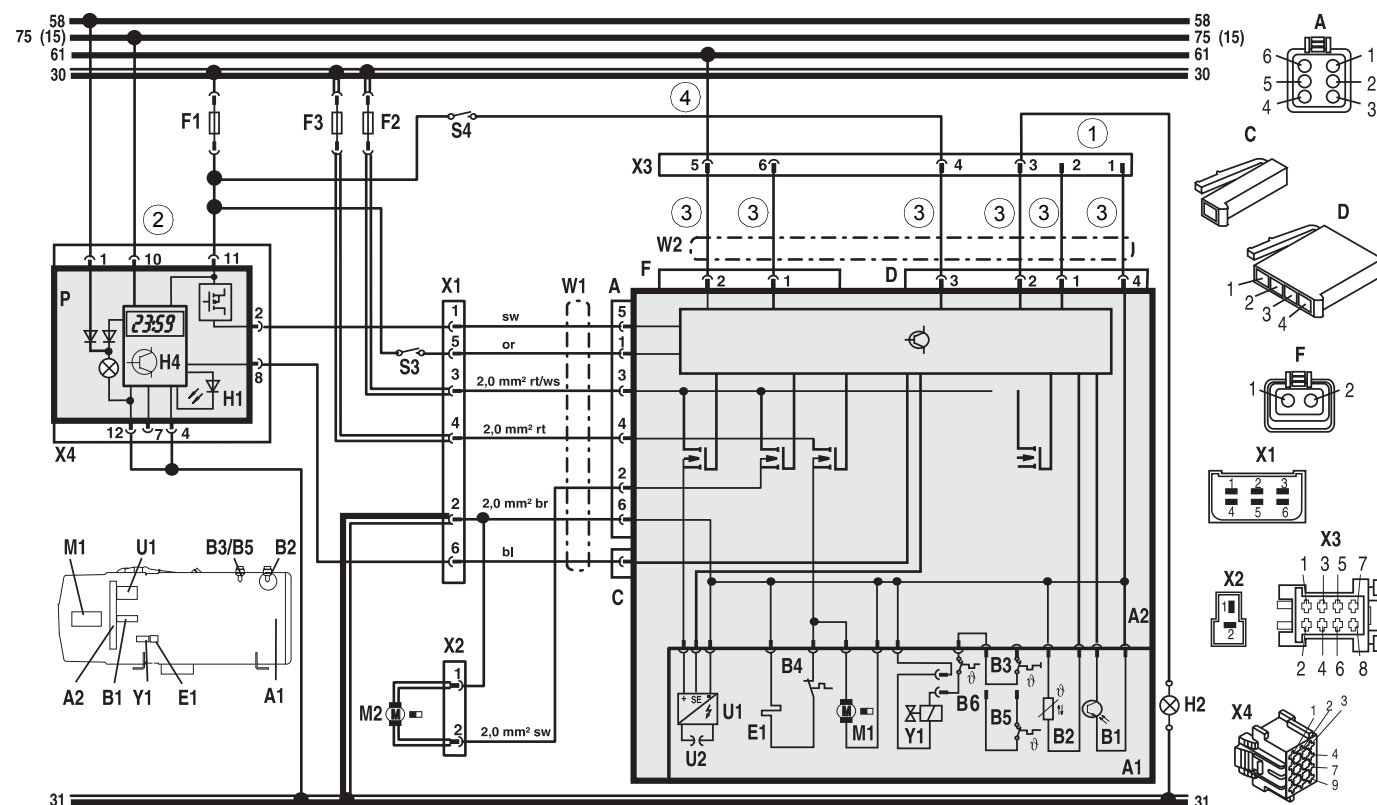 58
58
75 (15)
75 (15)
61
61
30
30
A
6
1
5
2
4
3
F1
F3
F2
S4
4
1
C
X3
5
6
4
3
2
1
2
3
3
3
3
3
3
D
W2
1
2
3
4
1
10
11
F
2
1
D
3
2
1
4
P
X1
W1
A
23:59
2
1
sw
5
H4
5
or
1
S3
F
8
3
2,0 mm² rt/ws
3
1
2
H1
12
7
4
4
2,0 mm² rt
4
X4
X1
2
1
2
3
2
2,0 mm² br
6
4
5
6
M1
U1
B3/B5
B2
6
bl
X3
C
X2
1
3
5
7
1
A2
2
X2
2
4
6
8
1
B4
B3
+
SE
-
ϑ
ϑ
A2
B1
Y1
E1
A1
M2
M
U1
E1
M
M1
Y1
B6
B5
ϑ
B2
B1
H2
2
2,0 mm² sw
U2
A1
X4
1
2
3
4
7
9
31
31